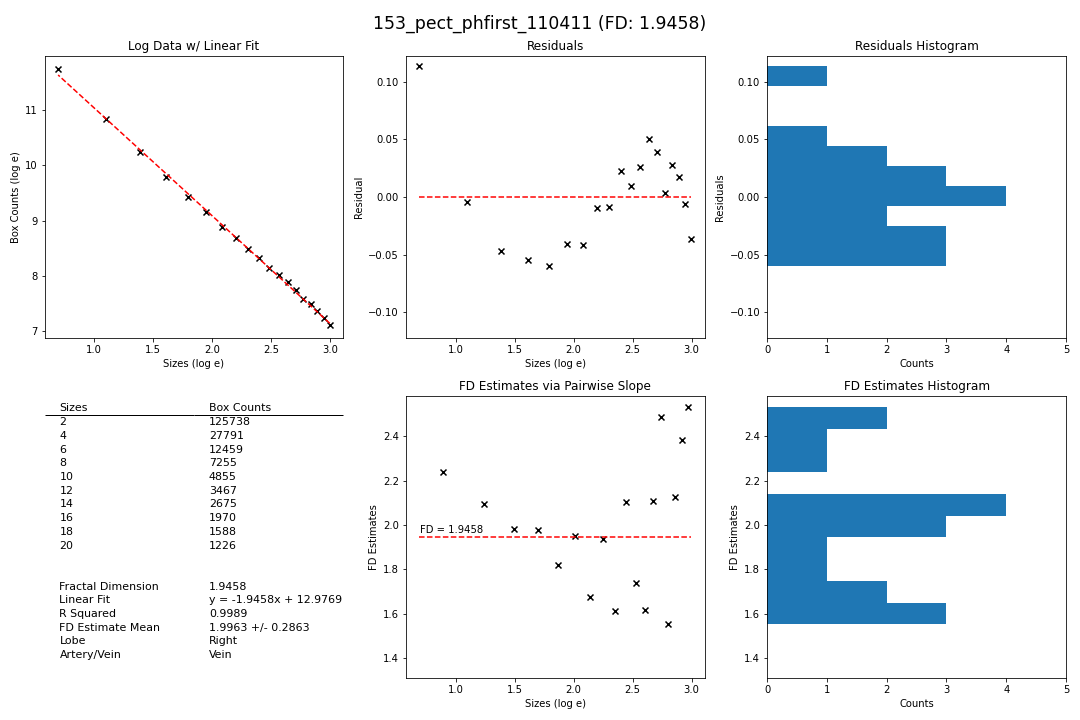 153_pect_phfirst_110411 (FD: 1.9458)
Log Data w/ Linear Fit
Box Counts (log e)
11
10
9
8
7
1.0 1.5 2.0 2.5 3.0
Sizes (log e)
Residuals
Residual
0.10
0.05
0.00
−0.05
−0.10
1.0 1.5 2.0 2.5 3.0
Sizes (log e)
Residuals Histogram
Residuals
0.10
0.05
0.00
−0.05
−0.10
0 1 2 3 4 5
Counts
Sizes Box Counts
2 125738
4 27791
6 12459
8 7255
10 4855
12 3467
14 2675
16 1970
18 1588
20 1226
Fractal Dimension 1.9458
Linear Fit y = -1.9458x + 12.9769
R Squared 0.9989
FD Estimate Mean 1.9963 +/- 0.2863
Lobe Right
Artery/Vein Vein
FD Estimates via Pairwise Slope
FD Estimates
2.4
2.2
2.0
1.8
1.6
1.4
FD = 1.9458
1.0 1.5 2.0 2.5 3.0
Sizes (log e)
FD Estimates Histogram
FD Estimates
2.4
2.2
2.0
1.8
1.6
1.4
0 1 2 3 4 5
Counts